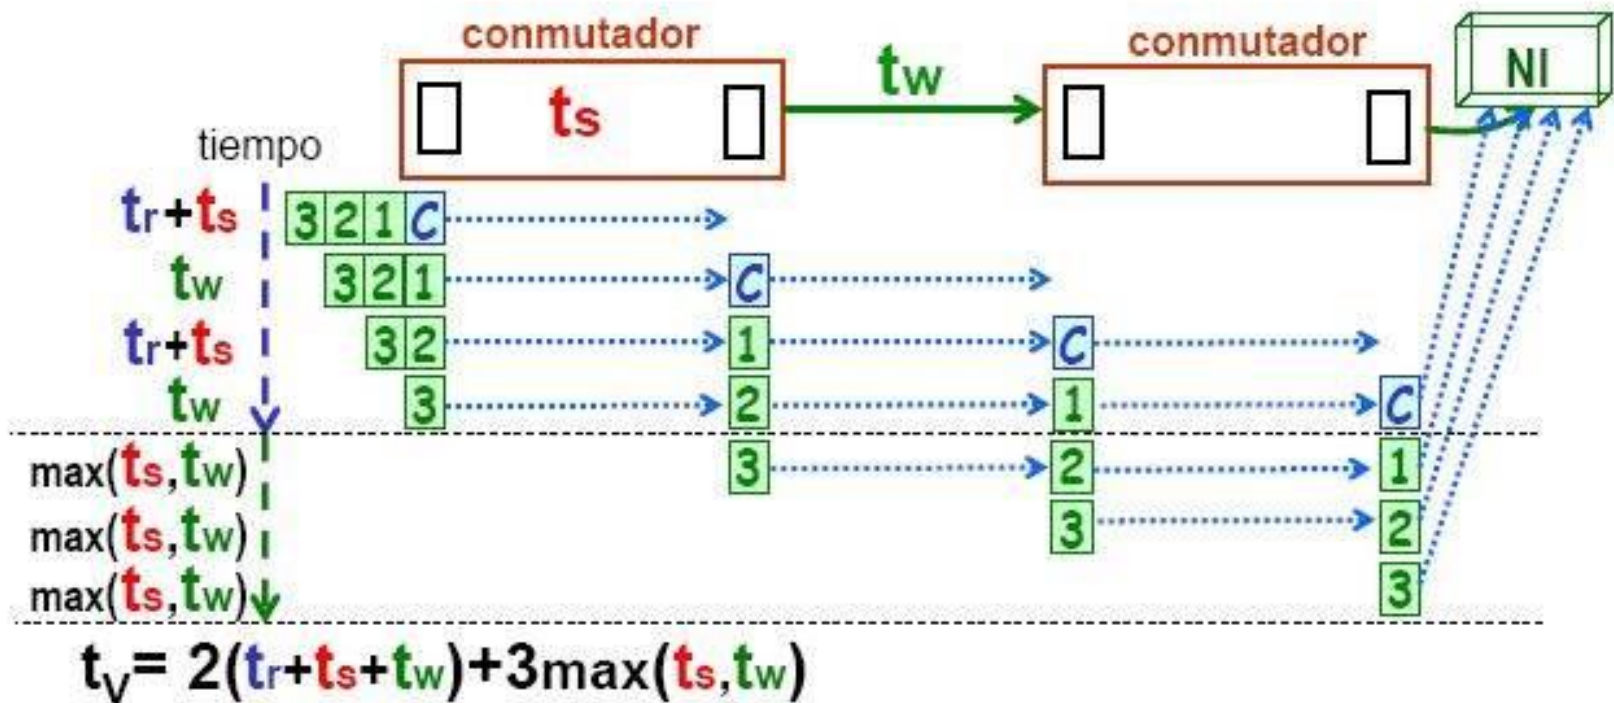 conmutador conmutador
NI
ts tw
tiempo
tr+ts 3 2 1 C
tw 3 2 1 C
tr+ts 3 2 1 C
tw 3 2 1 C
max(ts,tw) 3 2 1
max(ts,tw) 3 2
max(ts,tw) 3
tv= 2(tr+ts+tw)+3max(ts,tw)